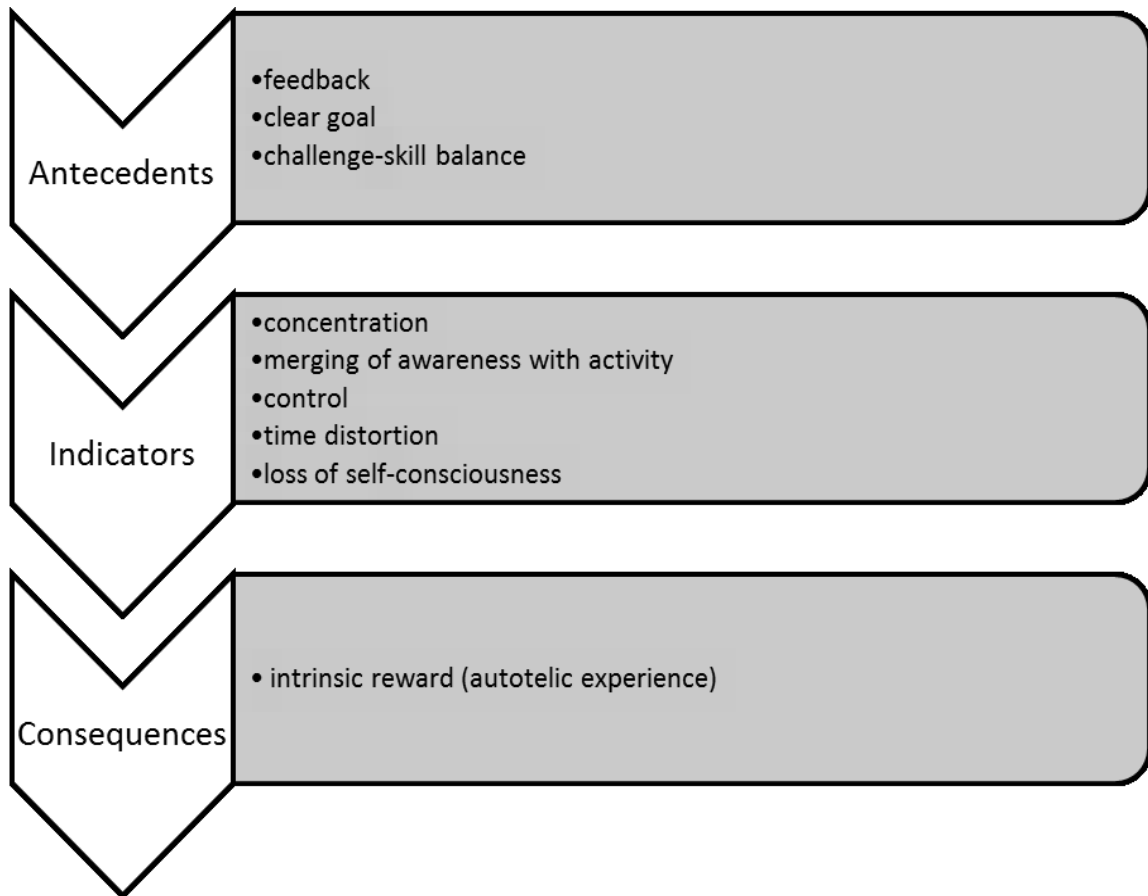 Antecedents
•feedback
•clear goal
•challenge-skill balance
Indicators
•concentration
•merging of awareness with activity
•control
•time distortion
•loss of self-consciousness
Consequences
• intrinsic reward (autotelic experience)